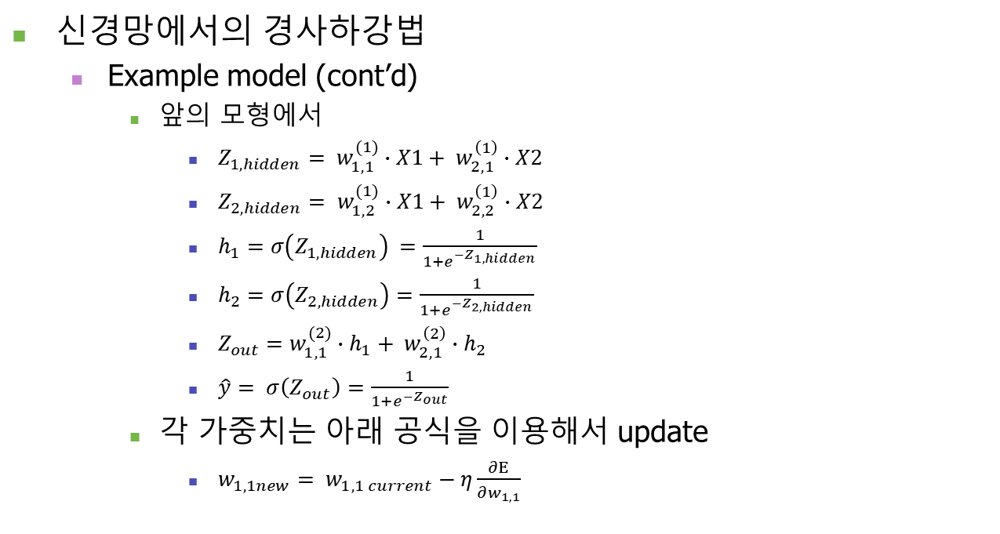 신경망에서의 경사하강법
Example model (cont’d)
앞의 모형에서
$Z_{1,hidden} = w_{1,1}^{(1)} \cdot X1 + w_{2,1}^{(1)} \cdot X2$
$Z_{2,hidden} = w_{1,2}^{(1)} \cdot X1 + w_{2,2}^{(1)} \cdot X2$
$h_1 = \sigma(Z_{1,hidden}) = \frac{1}{1+e^{-Z_{1,hidden}}}$
$h_2 = \sigma(Z_{2,hidden}) = \frac{1}{1+e^{-Z_{2,hidden}}}$
$Z_{out} = w_{1,1}^{(2)} \cdot h_1 + w_{2,1}^{(2)} \cdot h_2$
$\hat{y} = \sigma(Z_{out}) = \frac{1}{1+e^{-Z_{out}}}$
각 가중치는 아래 공식을 이용해서 update
$w_{1,1new} = w_{1,1\ current} - \eta \frac{\partial E}{\partial w_{1,1}}$